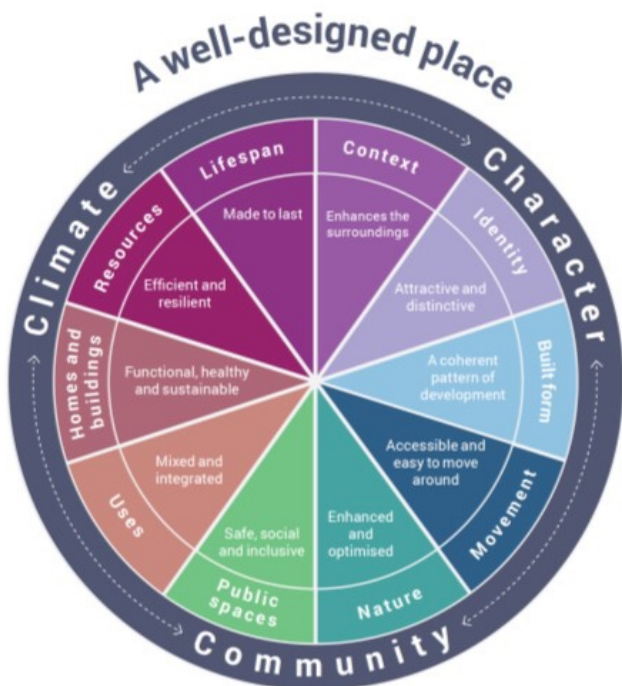 A well-designed place
Climate
Character
Community
Context
Enhances the
surroundings
Identity
Attractive and
distinctive
Built form
A coherent
pattern of
development
Movement
Accessible and
easy to move
around
Nature
Enhanced
and
optimised
Public
spaces
Safe, social
and inclusive
Uses
Mixed and
integrated
Homes and
buildings
Functional, healthy
and sustainable
Resources
Efficient and
resilient
Lifespan
Made to last